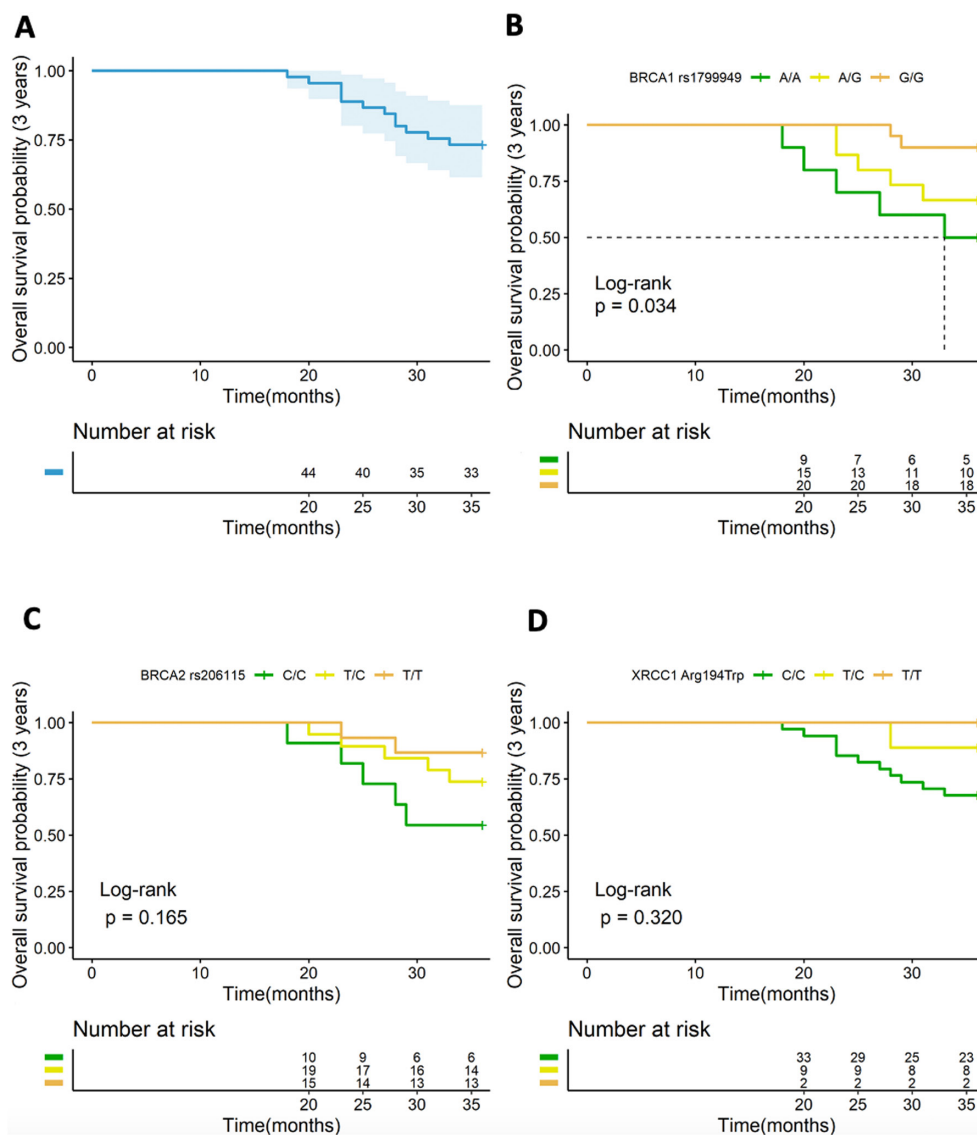 A
Overall survival probability (3 years)
1.00
0.75
0.50
0.25
0.00
0 10 20 30
Time(months)
Number at risk
44 40 35 33
20 25 30 35
Time(months)
B
BRCA1 rs1799949 A/A A/G G/G
Overall survival probability (3 years)
1.00
0.75
0.50
0.25
0.00
Log-rank
p = 0.034
0 10 20 30
Time(months)
Number at risk
9 7 6 5
15 13 11 10
20 20 18 18
20 25 30 35
Time(months)
C
BRCA2 rs206115 C/C T/C T/T
Overall survival probability (3 years)
1.00
0.75
0.50
0.25
0.00
Log-rank
p = 0.165
0 10 20 30
Time(months)
Number at risk
10 9 6 6
19 17 16 14
15 14 13 13
20 25 30 35
Time(months)
D
XRCC1 Arg194Trp C/C T/C T/T
Overall survival probability (3 years)
1.00
0.75
0.50
0.25
0.00
Log-rank
p = 0.320
0 10 20 30
Time(months)
Number at risk
33 29 25 23
9 9 8 8
2 2 2 2
20 25 30 35
Time(months)